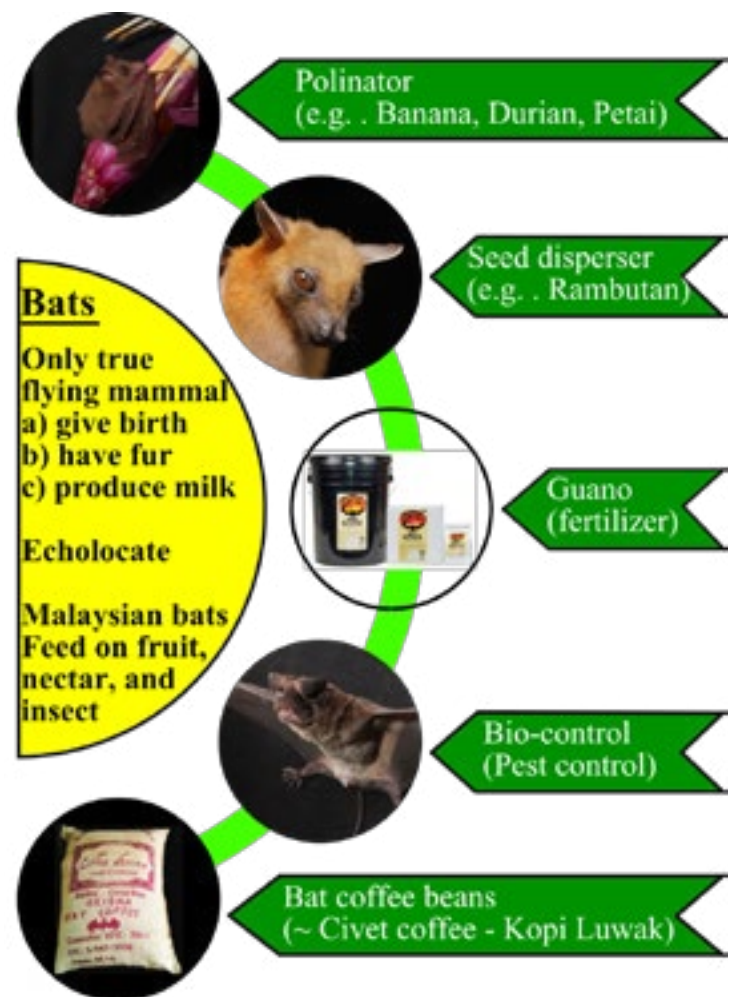 Polinator
(e.g. . Banana, Durian, Petai)
Seed disperser
(e.g. . Rambutan)
Bats
Only true
flying mammal
a) give birth
b) have fur
c) produce milk
Echolocate
Malaysian bats
Feed on fruit,
nectar, and
insect
Guano
(fertilizer)
Bio-control
(Pest control)
Bat coffee beans
(~ Civet coffee - Kopi Luwak)